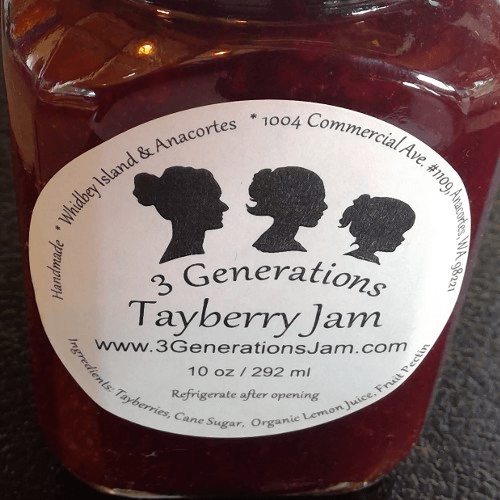 Handmade * Whidbey Island & Anacortes * 1004 Commercial Ave. #1109, Anacortes, WA 98221
3 Generations
Tayberry Jam
www.3GenerationsJam.com
10 oz / 292 ml
Refrigerate after opening
Ingredients: Tayberries, Cane Sugar, Organic Lemon Juice, Fruit Pectin